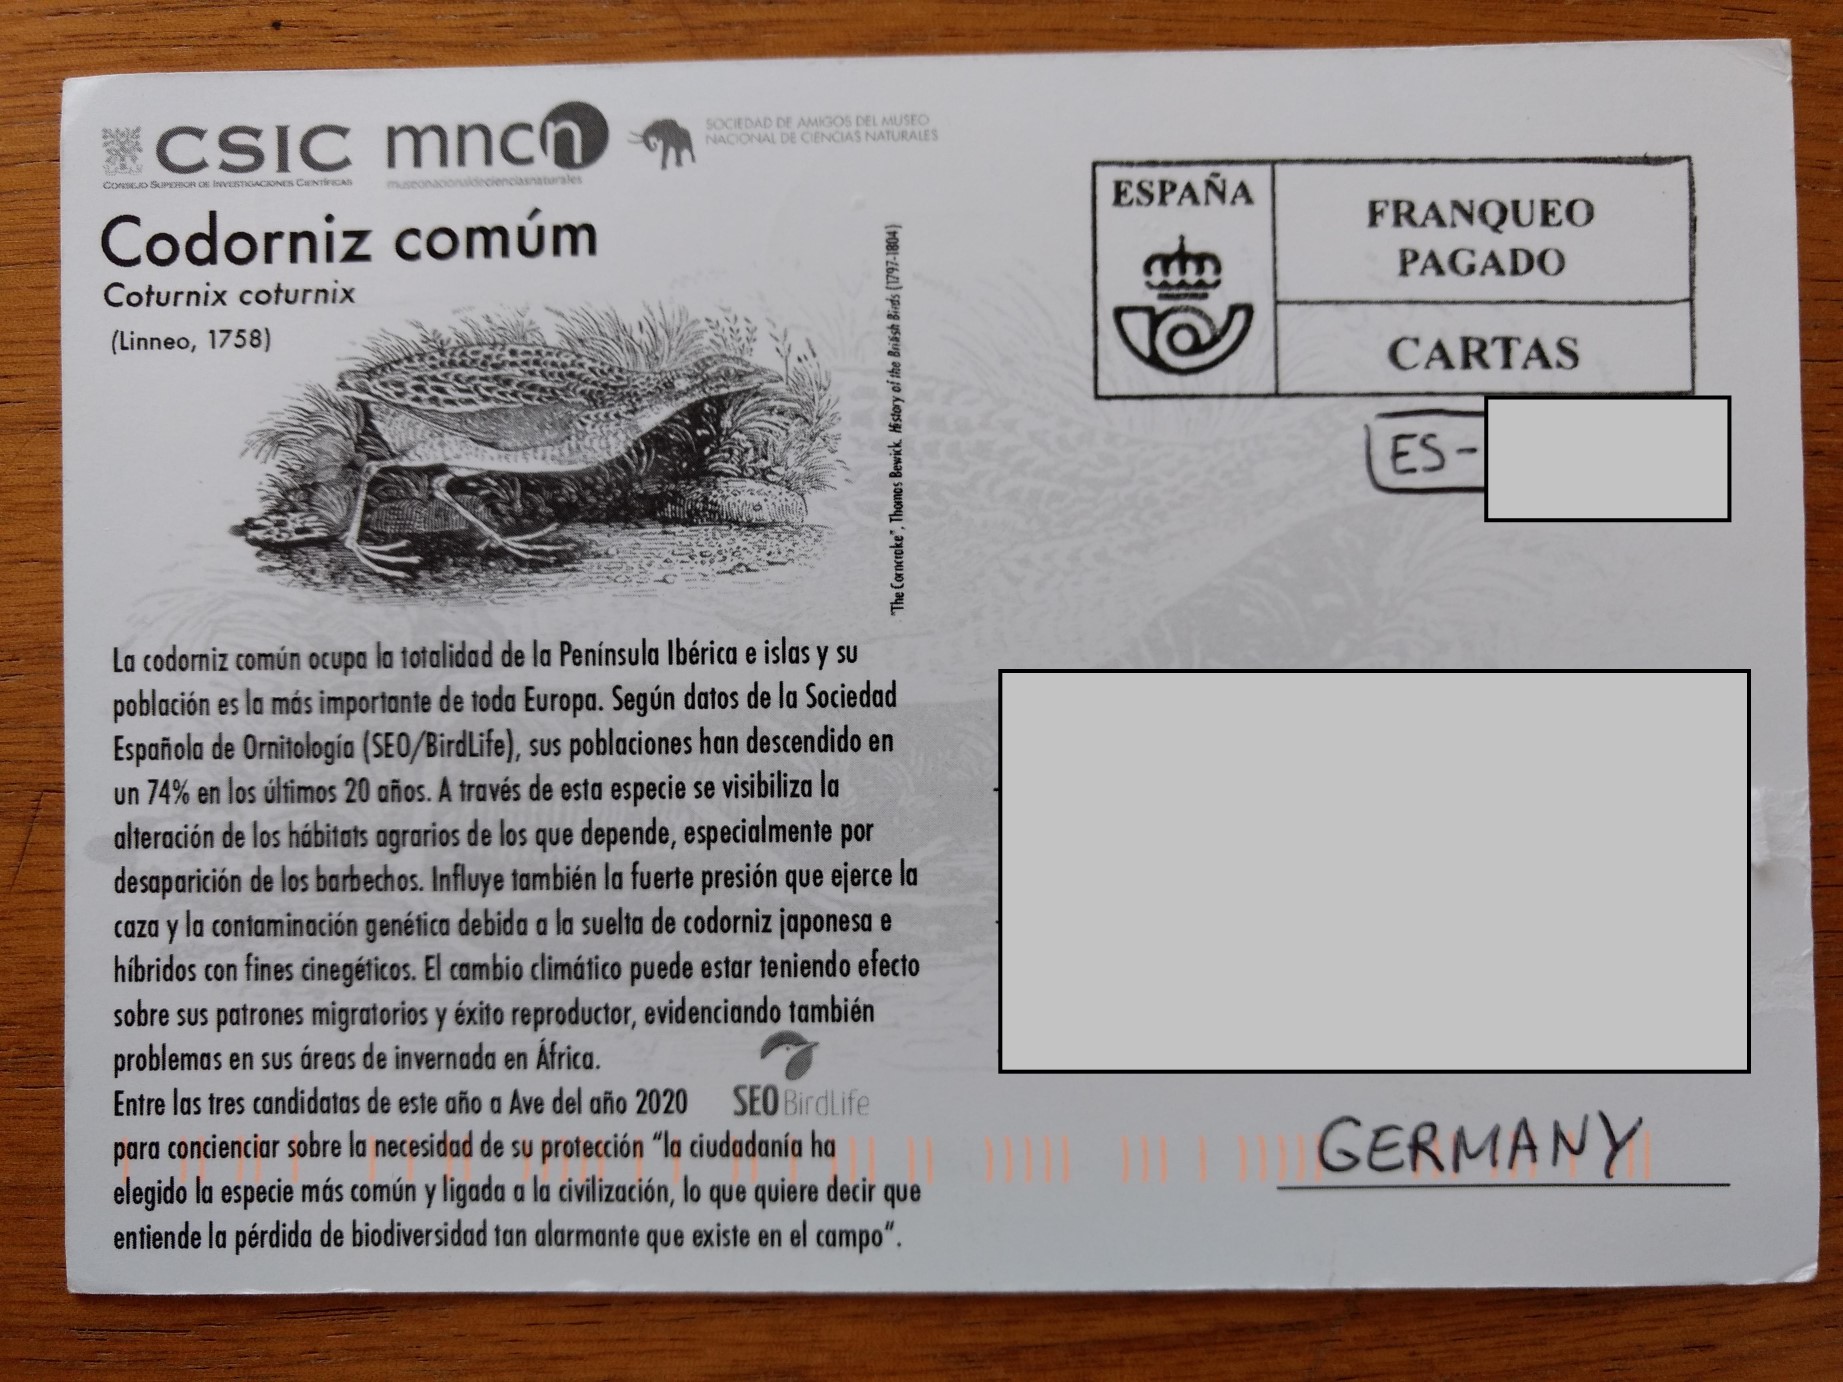 CSIC
CONSEJO SUPERIOR DE INVESTIGACIONES CIENTÍFICAS
mncn
museonacionaldecienciasnaturales
SOCIEDAD DE AMIGOS DEL MUSEO
NACIONAL DE CIENCIAS NATURALES
Codorniz comúm
Coturnix coturnix
(Linneo, 1758)
"The Corncrake", Thomas Bewick. History of the British Birds (1797-1804)
La codorniz común ocupa la totalidad de la Península Ibérica e islas y su
población es la más importante de toda Europa. Según datos de la Sociedad
Española de Ornitología (SEO/BirdLife), sus poblaciones han descendido en
un 74% en los últimos 20 años. A través de esta especie se visibiliza la
alteración de los hábitats agrarios de los que depende, especialmente por
desaparición de los barbechos. Influye también la fuerte presión que ejerce la
caza y la contaminación genética debida a la suelta de codorniz japonesa e
híbridos con fines cinegéticos. El cambio climático puede estar teniendo efecto
sobre sus patrones migratorios y éxito reproductor, evidenciando también
problemas en sus áreas de invernada en África.
Entre las tres candidatas de este año a Ave del año 2020
para concienciar sobre la necesidad de su protección "la ciudadanía ha
elegido la especie más común y ligada a la civilización, lo que quiere decir que
entiende la pérdida de biodiversidad tan alarmante que existe en el campo".
SEO BirdLife
ESPAÑA
FRANQUEO
PAGADO
CARTAS
ES-
GERMANY